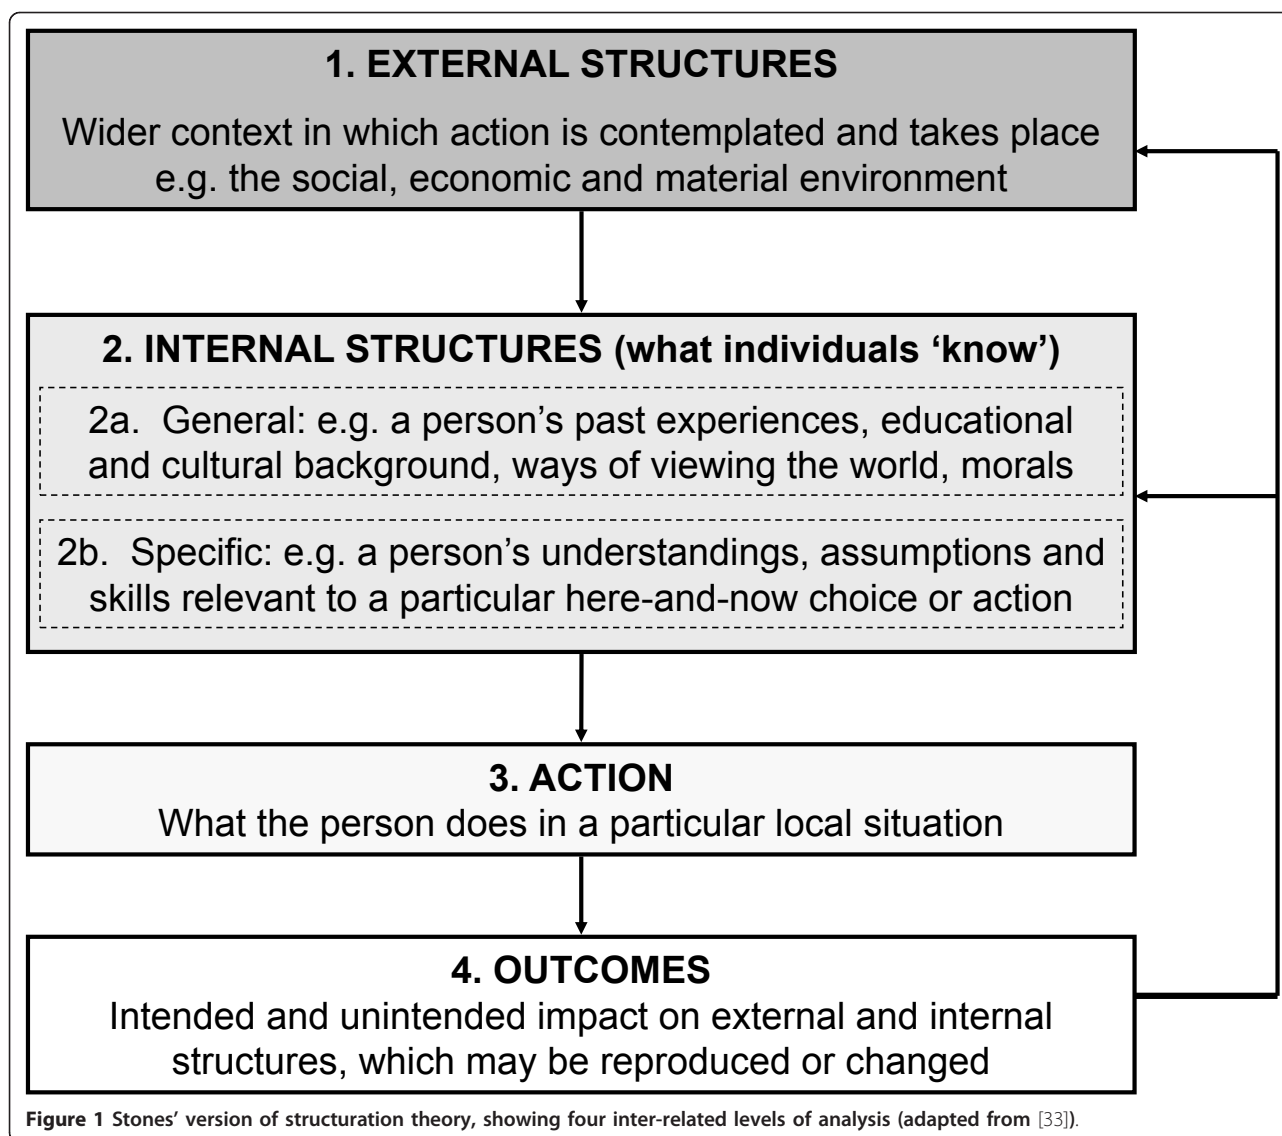 1. EXTERNAL STRUCTURES
Wider context in which action is contemplated and takes place
e.g. the social, economic and material environment
2. INTERNAL STRUCTURES (what individuals ‘know’)
2a. General: e.g. a person’s past experiences, educational
and cultural background, ways of viewing the world, morals
2b. Specific: e.g. a person’s understandings, assumptions and
skills relevant to a particular here-and-now choice or action
3. ACTION
What the person does in a particular local situation
4. OUTCOMES
Intended and unintended impact on external and internal
structures, which may be reproduced or changed
Figure 1 Stones’ version of structuration theory, showing four inter-related levels of analysis (adapted from [33]).